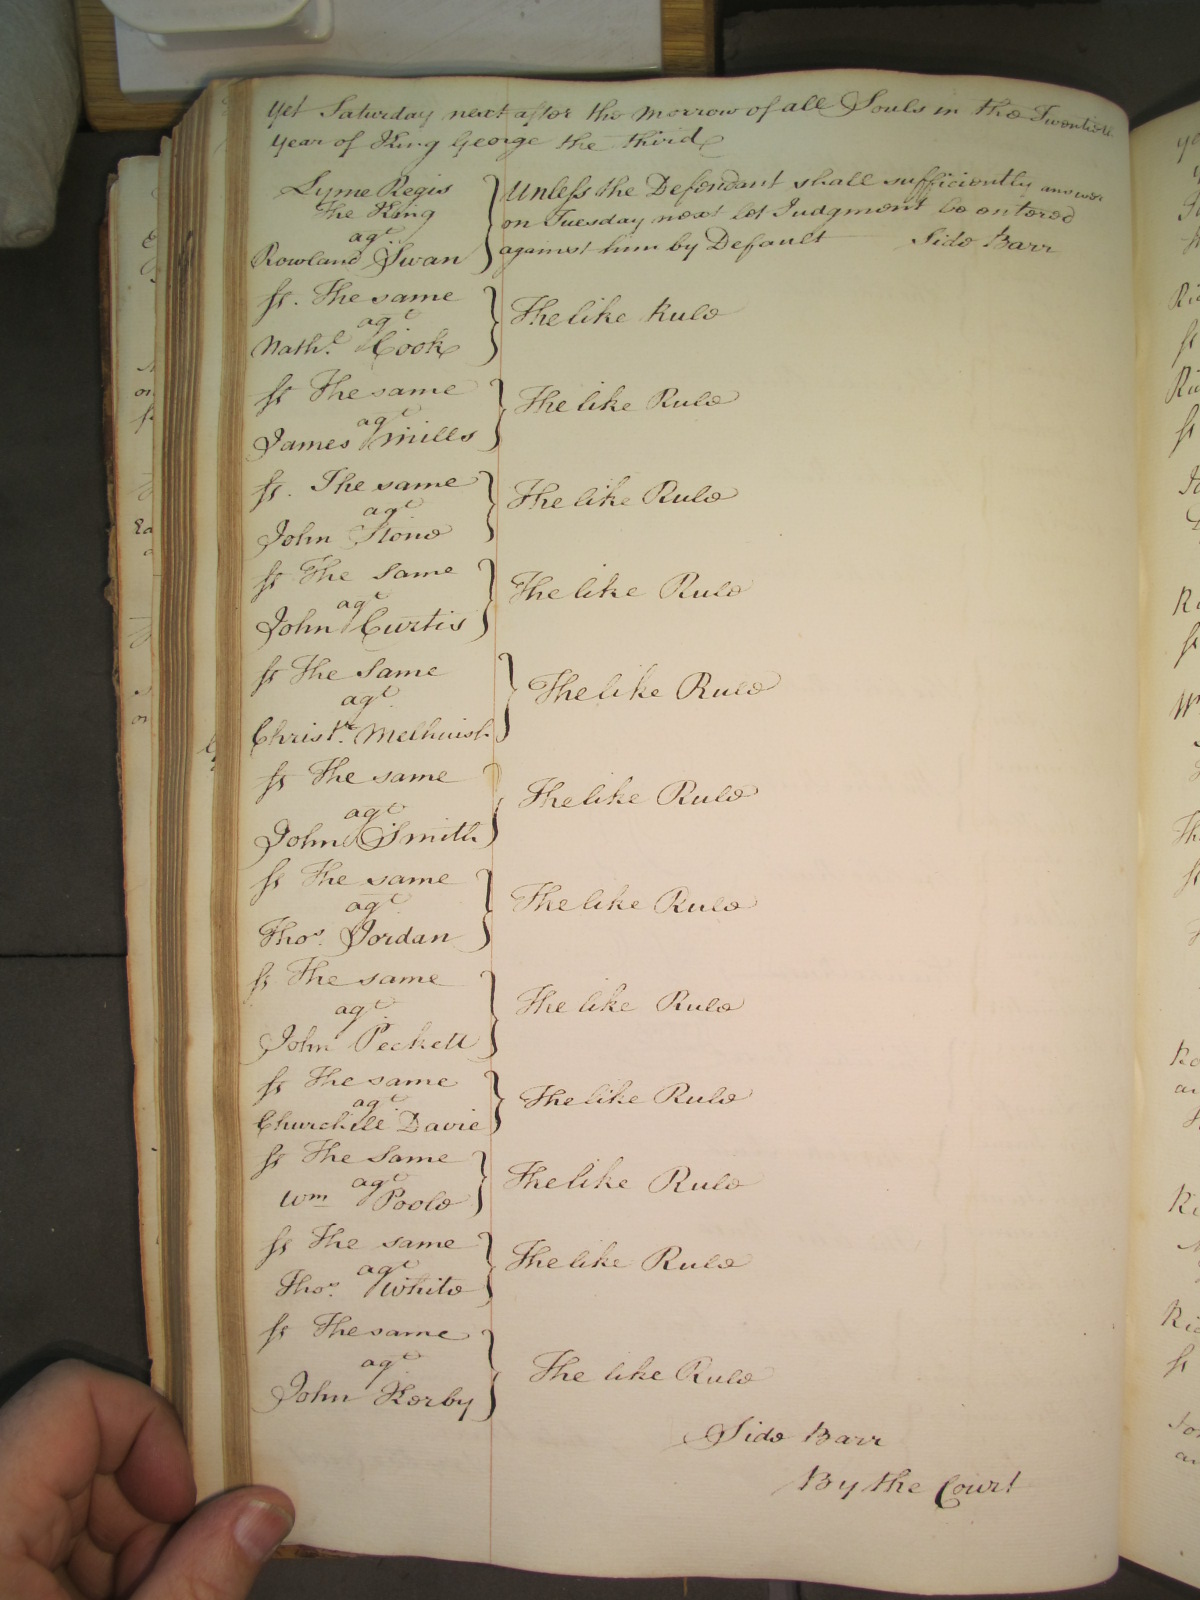 Yet Saturday next after the Morrow of all Souls in the Twentieth
Year of King George the third
Lyme Regis
The King
agt
Rowland Swan
Unless the Defendant shall sufficiently answer
on Tuesday next let Judgment be entered
against him by Default Side Barr
ss. The same
agt
Nathl Cook
The like Rule
ss The same
agt
James Mills
The like Rule
ss. The same
agt
John Stone
The like Rule
ss The Same
agt
John Curtis
The like Rule
ss The Same
agt
Christr. Melhuish
The like Rule
ss The same
agt
John Smith
The like Rule
ss The same
agt
Thos. Jordan
The like Rule
ss The same
agt
John Peckett
The like Rule
ss The same
agt
Churchill Davie
The like Rule
ss The Same
agt
Wm Poole
The like Rule
ss The same
agt
Thos. White
The like Rule
ss The same
agt
John Kerby
The like Rule
Side Barr
By the Court